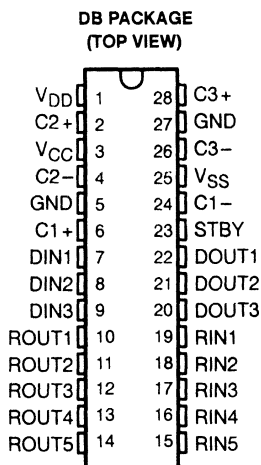 DB PACKAGE
(TOP VIEW)
VDD 1 28 C3+
C2+ 2 27 GND
VCC 3 26 C3−
C2− 4 25 VSS
GND 5 24 C1−
C1+ 6 23 STBY
DIN1 7 22 DOUT1
DIN2 8 21 DOUT2
DIN3 9 20 DOUT3
ROUT1 10 19 RIN1
ROUT2 11 18 RIN2
ROUT3 12 17 RIN3
ROUT4 13 16 RIN4
ROUT5 14 15 RIN5